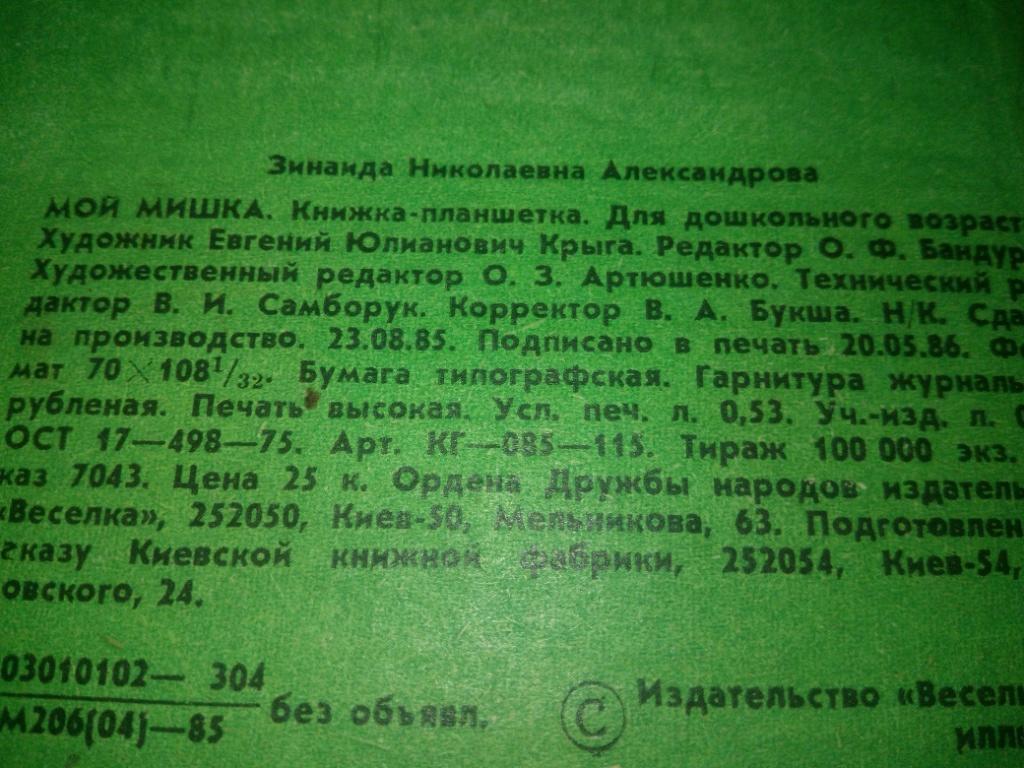 Зинаида Николаевна Александрова
МОЙ МИШКА. Книжка-планшетка. Для дошкольного возраст
Художник Евгений Юлианович Крыга. Редактор О. Ф. Бандур
Художественный редактор О. З. Артюшенко. Технический р
дактор В. И. Самборук. Корректор В. А. Букша. Н/К. Сда
на производство. 23.08.85. Подписано в печать 20.05.86. Фо
мат 70×108¹/₃₂. Бумага типографская. Гарнитура журналь
рубленая. Печать высокая. Усл. печ. л. 0,53. Уч.-изд. л. 0
ОСТ 17—498—75. Арт. КГ—085—115. Тираж 100 000 экз.
каз 7043. Цена 25 к. Ордена Дружбы народов издатель
«Веселка», 252050, Киев-50, Мельникова, 63. Подготовлен
сказу Киевской книжной фабрики, 252054, Киев-54,
овского, 24.
03010102— 304
М206(04)—85
без объявл.
© Издательство «Весел
илл